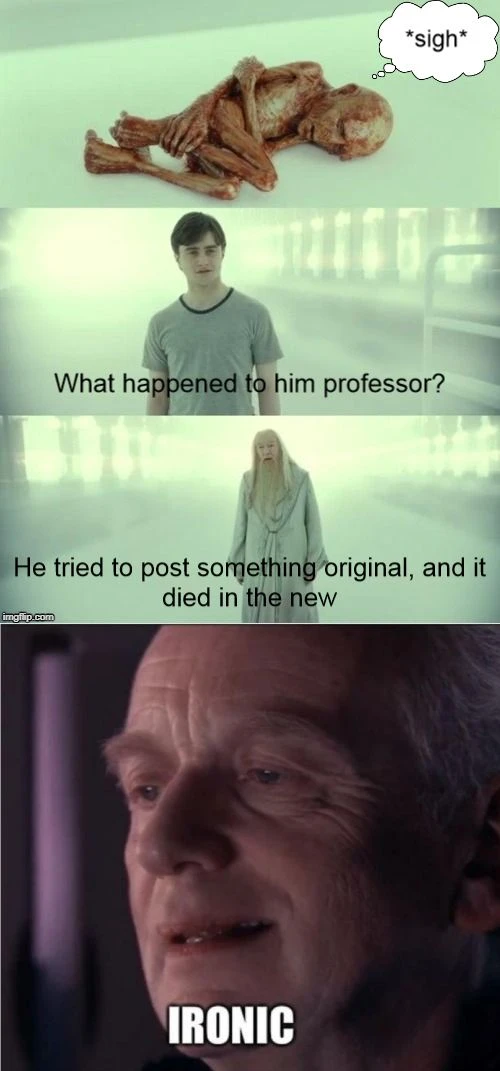 *sigh*
What happened to him professor?
He tried to post something original, and it
died in the new
imgflip.com
IRONIC